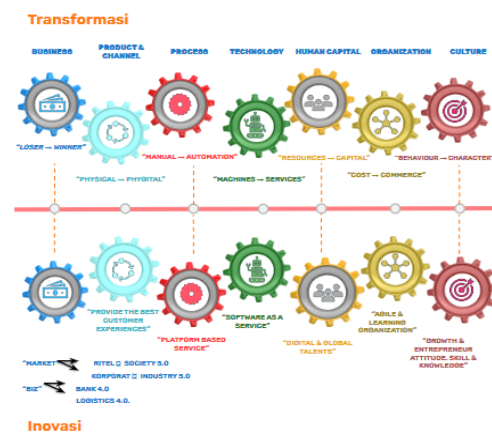 Transformasi
BUSINESS
PRODUCT &
CHANNEL
PROCESS
TECHNOLOGY
HUMAN CAPITAL
ORGANIZATION
CULTURE
"LOSER → WINNER"
"PHYSICAL → PHYGITAL"
"MANUAL → AUTOMATION"
"MACHINES → SERVICES"
"RESOURCES → CAPITAL"
"COST → COMMERCE"
"BEHAVIOUR → CHARACTER"
"PROVIDE THE BEST
CUSTOMER
EXPERIENCES"
"PLATFORM BASED
SERVICE"
"SOFTWARE AS A
SERVICE"
"DIGITAL & GLOBAL
TALENTS"
"AGILE &
LEARNING
ORGANIZATION"
"GROWTH &
ENTREPRENEUR
ATTITUDE, SKILL &
KNOWLEDGE"
"MARKET" RITEL ▯ SOCIETY 5.0
KORPORAT ▯ INDUSTRY 5.0
"BIZ" BANK 4.0
LOGISTICS 4.0.
Inovasi